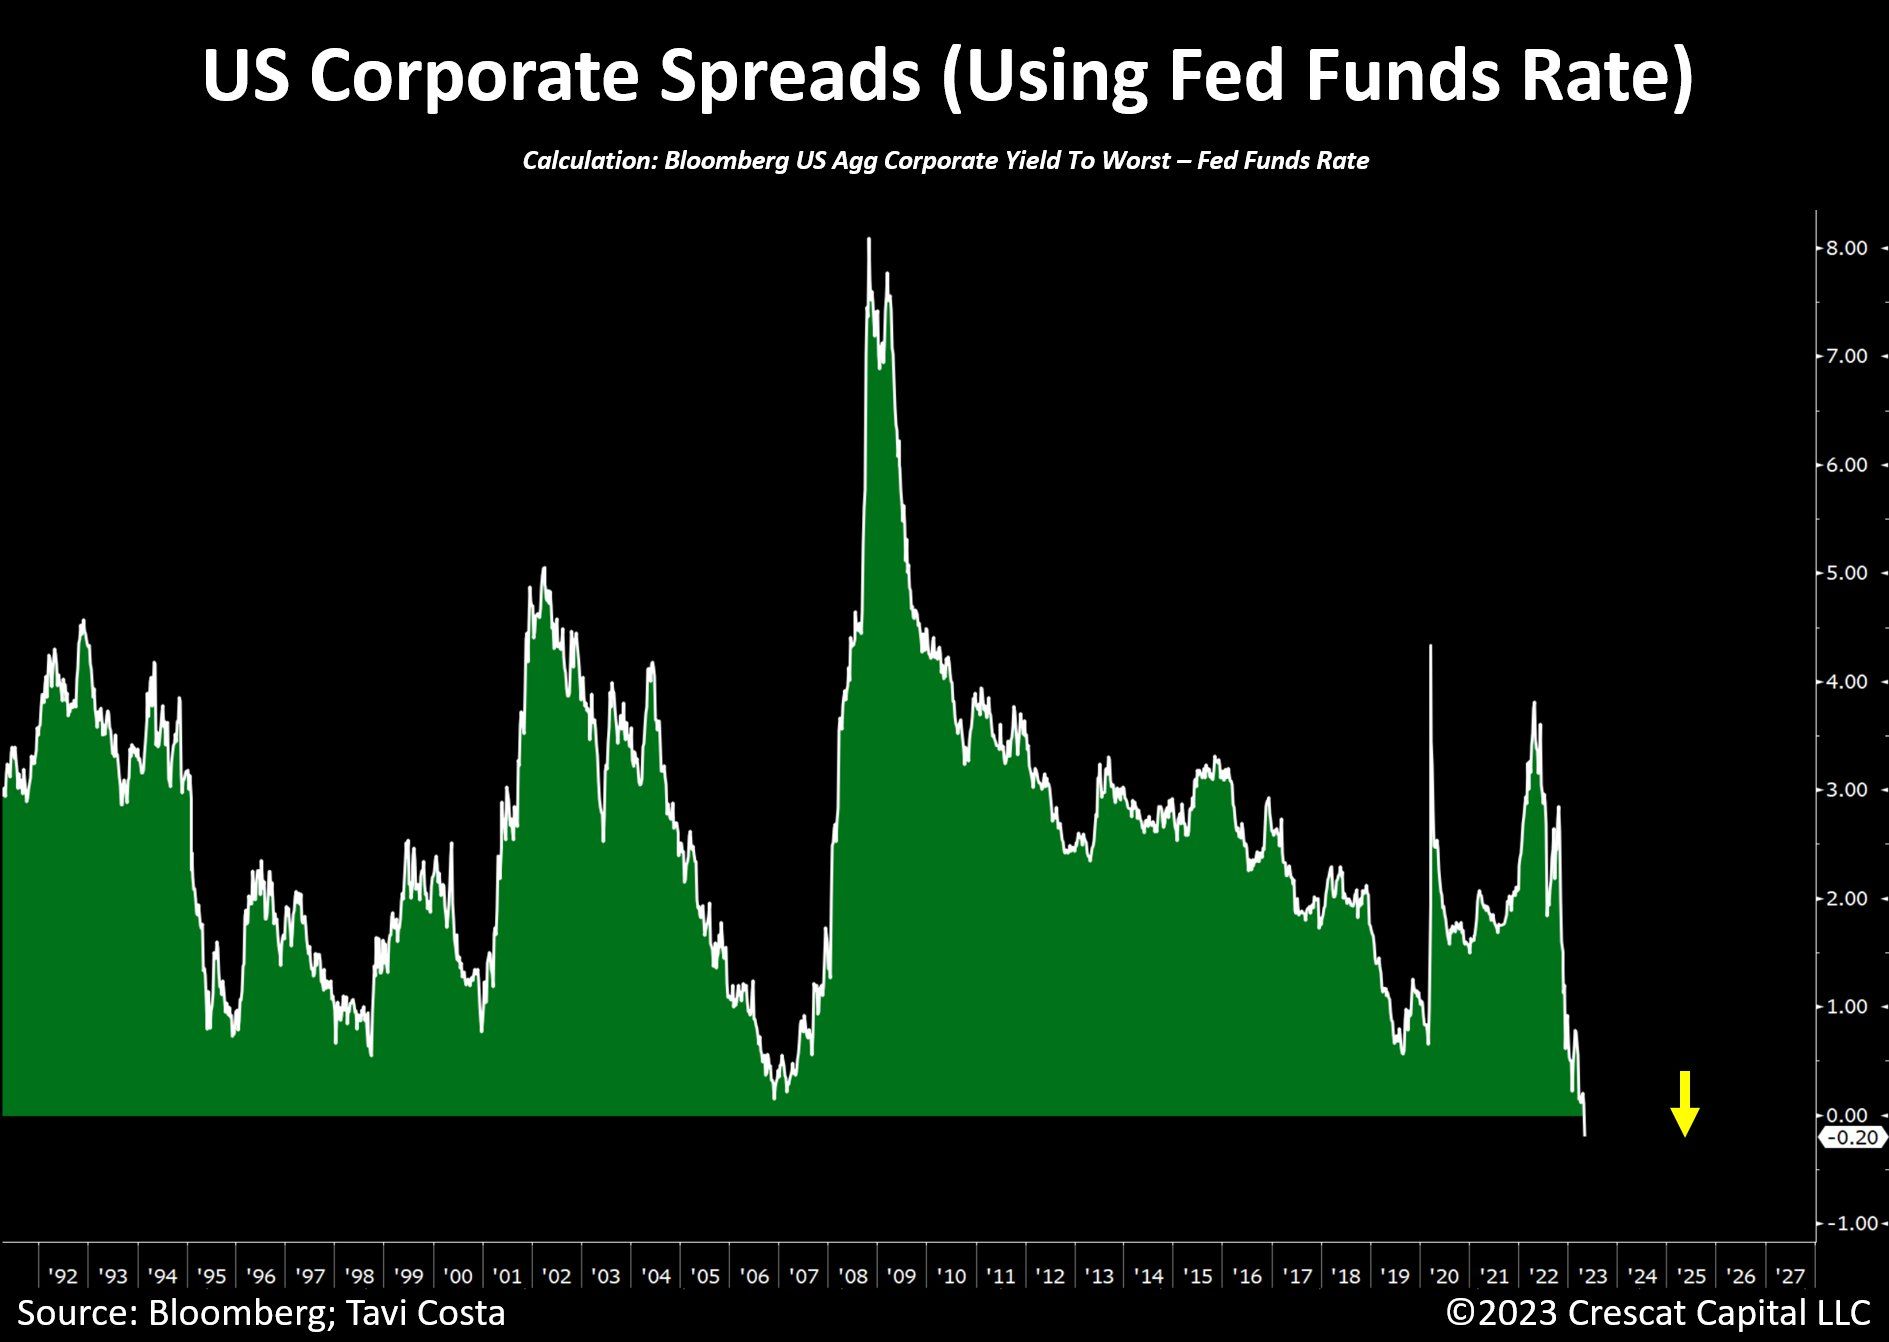 US Corporate Spreads (Using Fed Funds Rate)
Calculation: Bloomberg US Agg Corporate Yield To Worst – Fed Funds Rate
8.00
7.00
6.00
5.00
4.00
3.00
2.00
1.00
0.00
-0.20
-1.00
'92 '93 '94 '95 '96 '97 '98 '99 '00 '01 '02 '03 '04 '05 '06 '07 '08 '09 '10 '11 '12 '13 '14 '15 '16 '17 '18 '19 '20 '21 '22 '23 '24 '25 '26 '27
Source: Bloomberg; Tavi Costa
©2023 Crescat Capital LLC